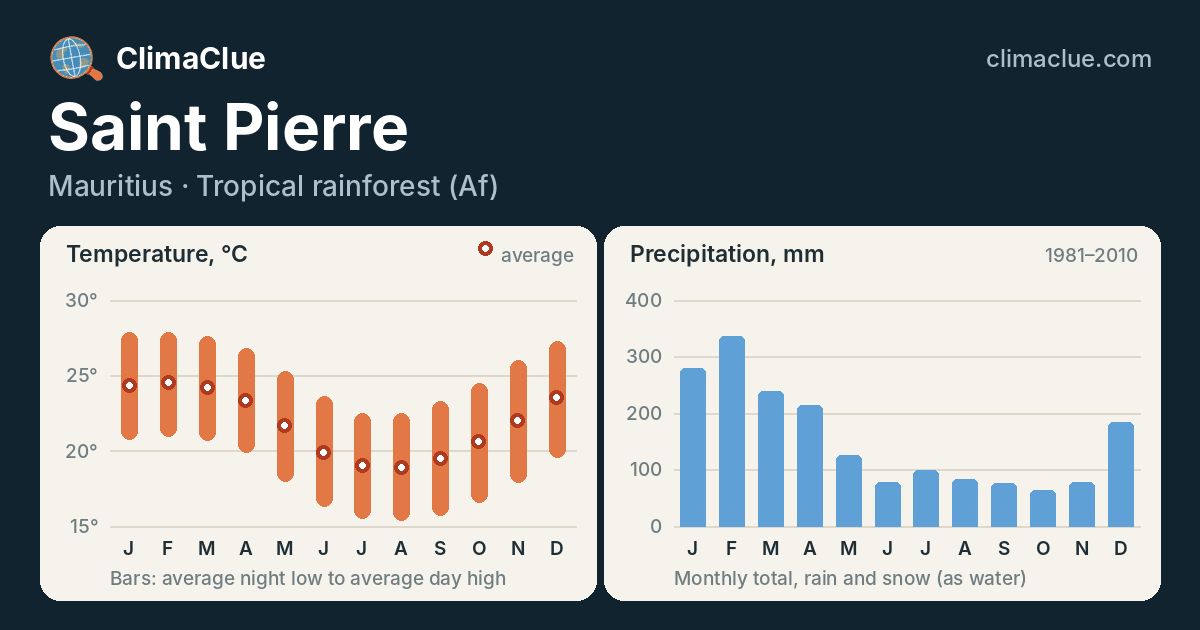 ClimaClue
climaclue.com
Saint Pierre
Mauritius · Tropical rainforest (Af)
Temperature, °C
average
30°
25°
20°
15°
J F M A M J J A S O N D
Bars: average night low to average day high
Precipitation, mm
1981–2010
400
300
200
100
0
J F M A M J J A S O N D
Monthly total, rain and snow (as water)